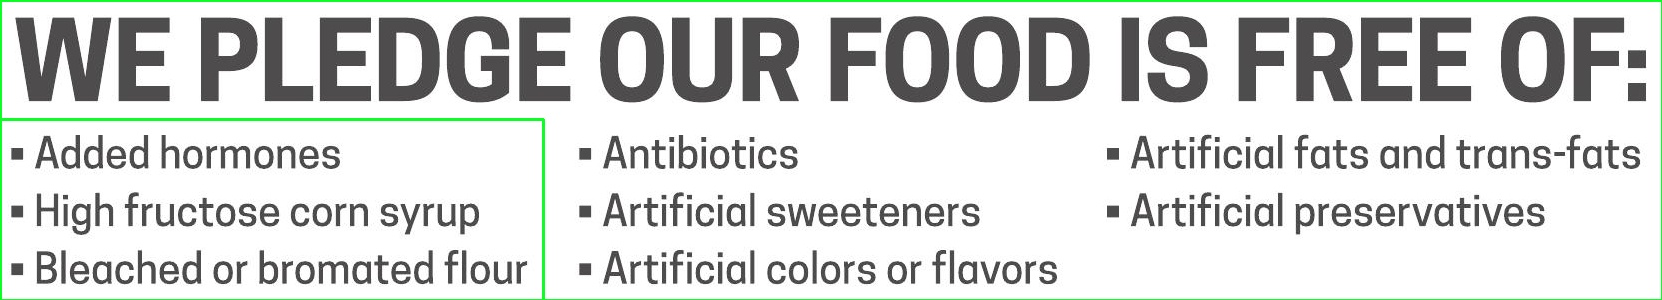 WE PLEDGE OUR FOOD IS FREE OF:
▪ Added hormones
▪ High fructose corn syrup
▪ Bleached or bromated flour
▪ Antibiotics
▪ Artificial sweeteners
▪ Artificial colors or flavors
▪ Artificial fats and trans-fats
▪ Artificial preservatives